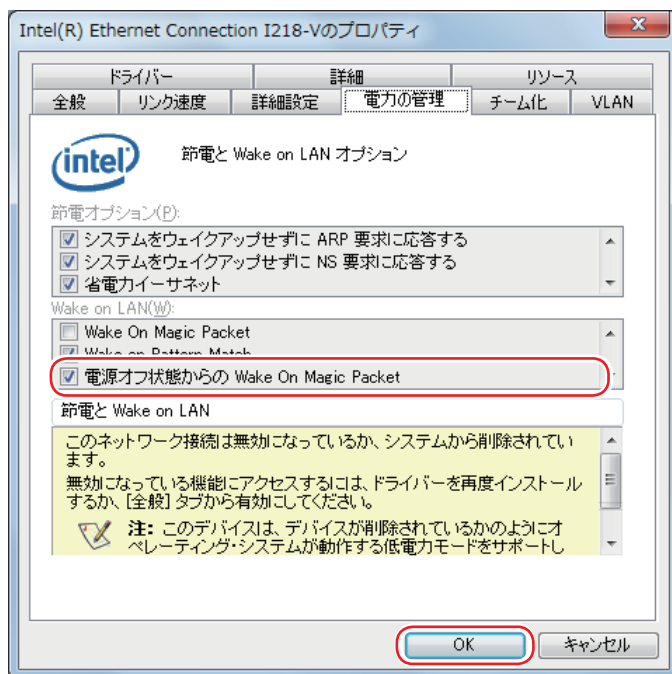 Intel(R) Ethernet Connection I218-Vのプロパティ
ドライバー 詳細 リソース
全般 リンク速度 詳細設定 電力の管理 チーム化 VLAN
intel 節電と Wake on LAN オプション
節電オプション(P):
システムをウェイクアップせずに ARP 要求に応答する
システムをウェイクアップせずに NS 要求に応答する
省電力イーサネット
Wake on LAN(W):
Wake On Magic Packet
Wake on Pattern Match
電源オフ状態からの Wake On Magic Packet
節電と Wake on LAN
このネットワーク接続は無効になっているか、システムから削除されてい
ます。
無効になっている機能にアクセスするには、ドライバーを再度インストール
するか、[全般] タブから有効にしてください。
注: このデバイスは、デバイスが削除されているかのようにオ
ペレーティング・システムが動作する低電力モードをサポートし
OK キャンセル